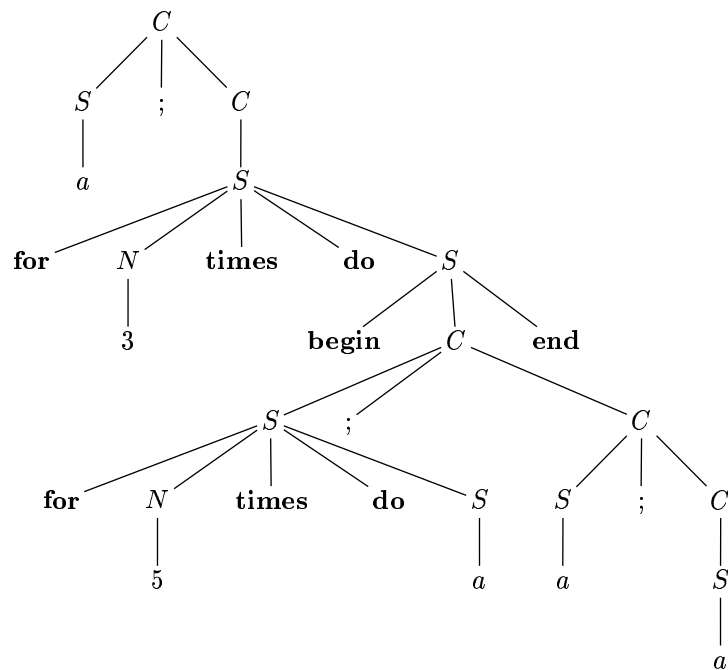 C
S ; C
a S
for N times do S
3 begin C end
S ; C
for N times do S S ; C
5 a a S
a